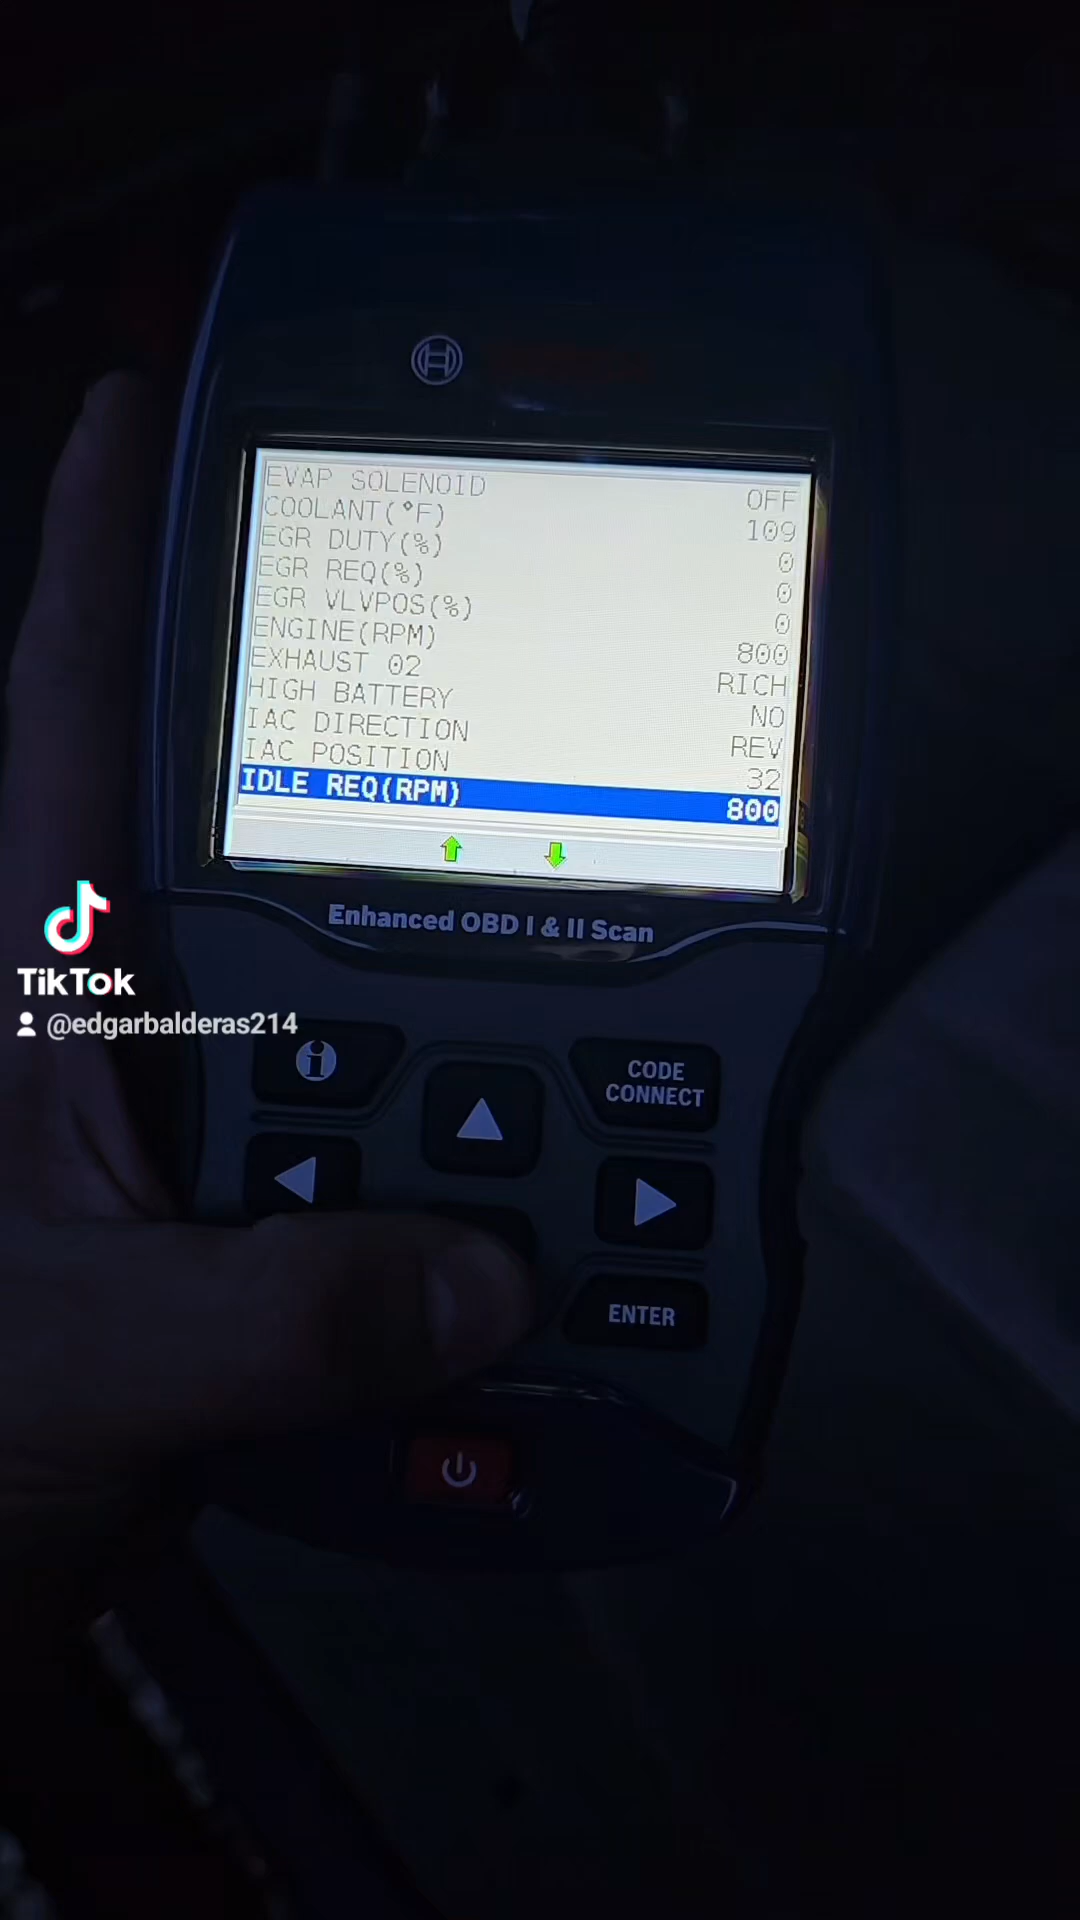 EVAP SOLENOID OFF
COOLANT(°F) 109
EGR DUTY(%) 0
EGR REQ(%) 0
EGR VLVPOS(%) 0
ENGINE(RPM) 800
EXHAUST O2 RICH
HIGH BATTERY NO
IAC DIRECTION REV
IAC POSITION 32
IDLE REQ(RPM) 800
Enhanced OBD I & II Scan
TikTok
@edgarbalderas214
CODE
CONNECT
ENTER